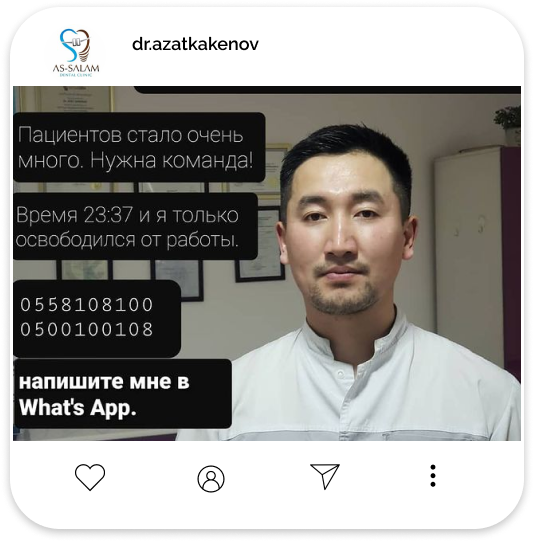 AS-SALAM
DENTAL CLINIC
dr.azatkakenov
Пациентов стало очень
много. Нужна команда!
Время 23:37 и я только
освободился от работы.
0558108100
0500100108
напишите мне в
What's App.